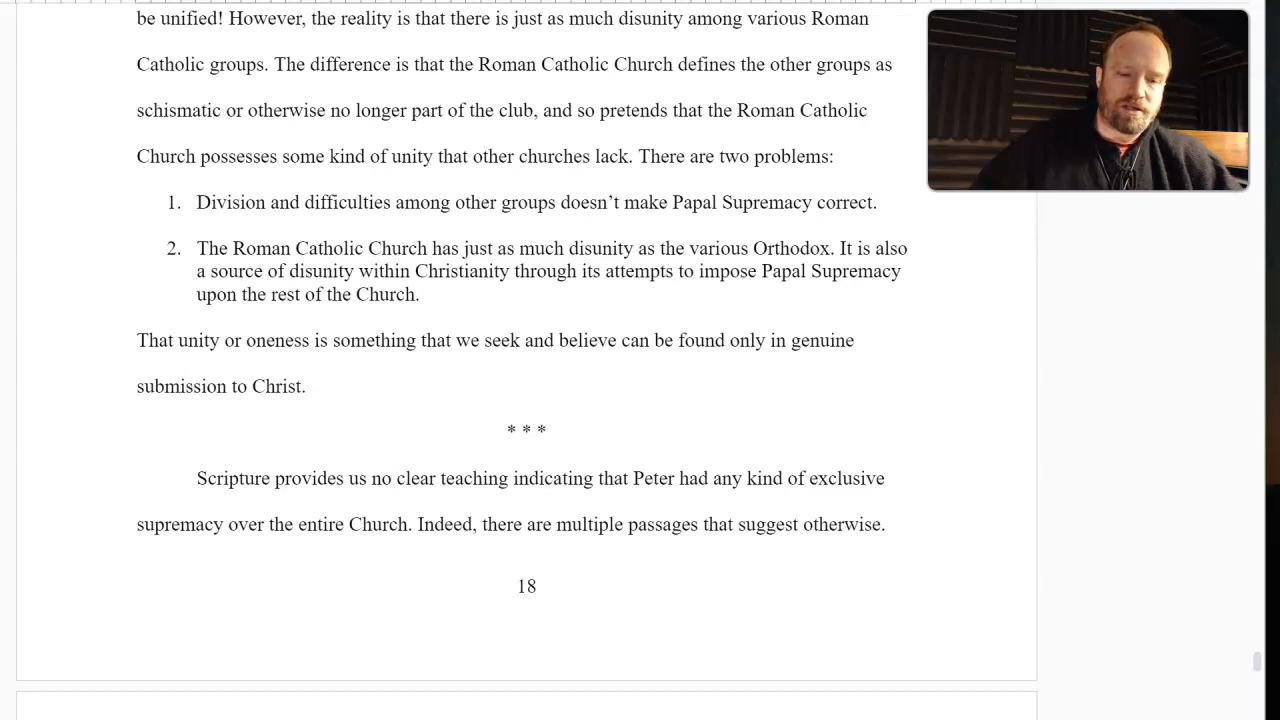 be unified! However, the reality is that there is just as much disunity among various Roman
Catholic groups. The difference is that the Roman Catholic Church defines the other groups as
schismatic or otherwise no longer part of the club, and so pretends that the Roman Catholic
Church possesses some kind of unity that other churches lack. There are two problems:
1. Division and difficulties among other groups doesn’t make Papal Supremacy correct.
2. The Roman Catholic Church has just as much disunity as the various Orthodox. It is also
a source of disunity within Christianity through its attempts to impose Papal Supremacy
upon the rest of the Church.
That unity or oneness is something that we seek and believe can be found only in genuine
submission to Christ.
* * *
Scripture provides us no clear teaching indicating that Peter had any kind of exclusive
supremacy over the entire Church. Indeed, there are multiple passages that suggest otherwise.
18